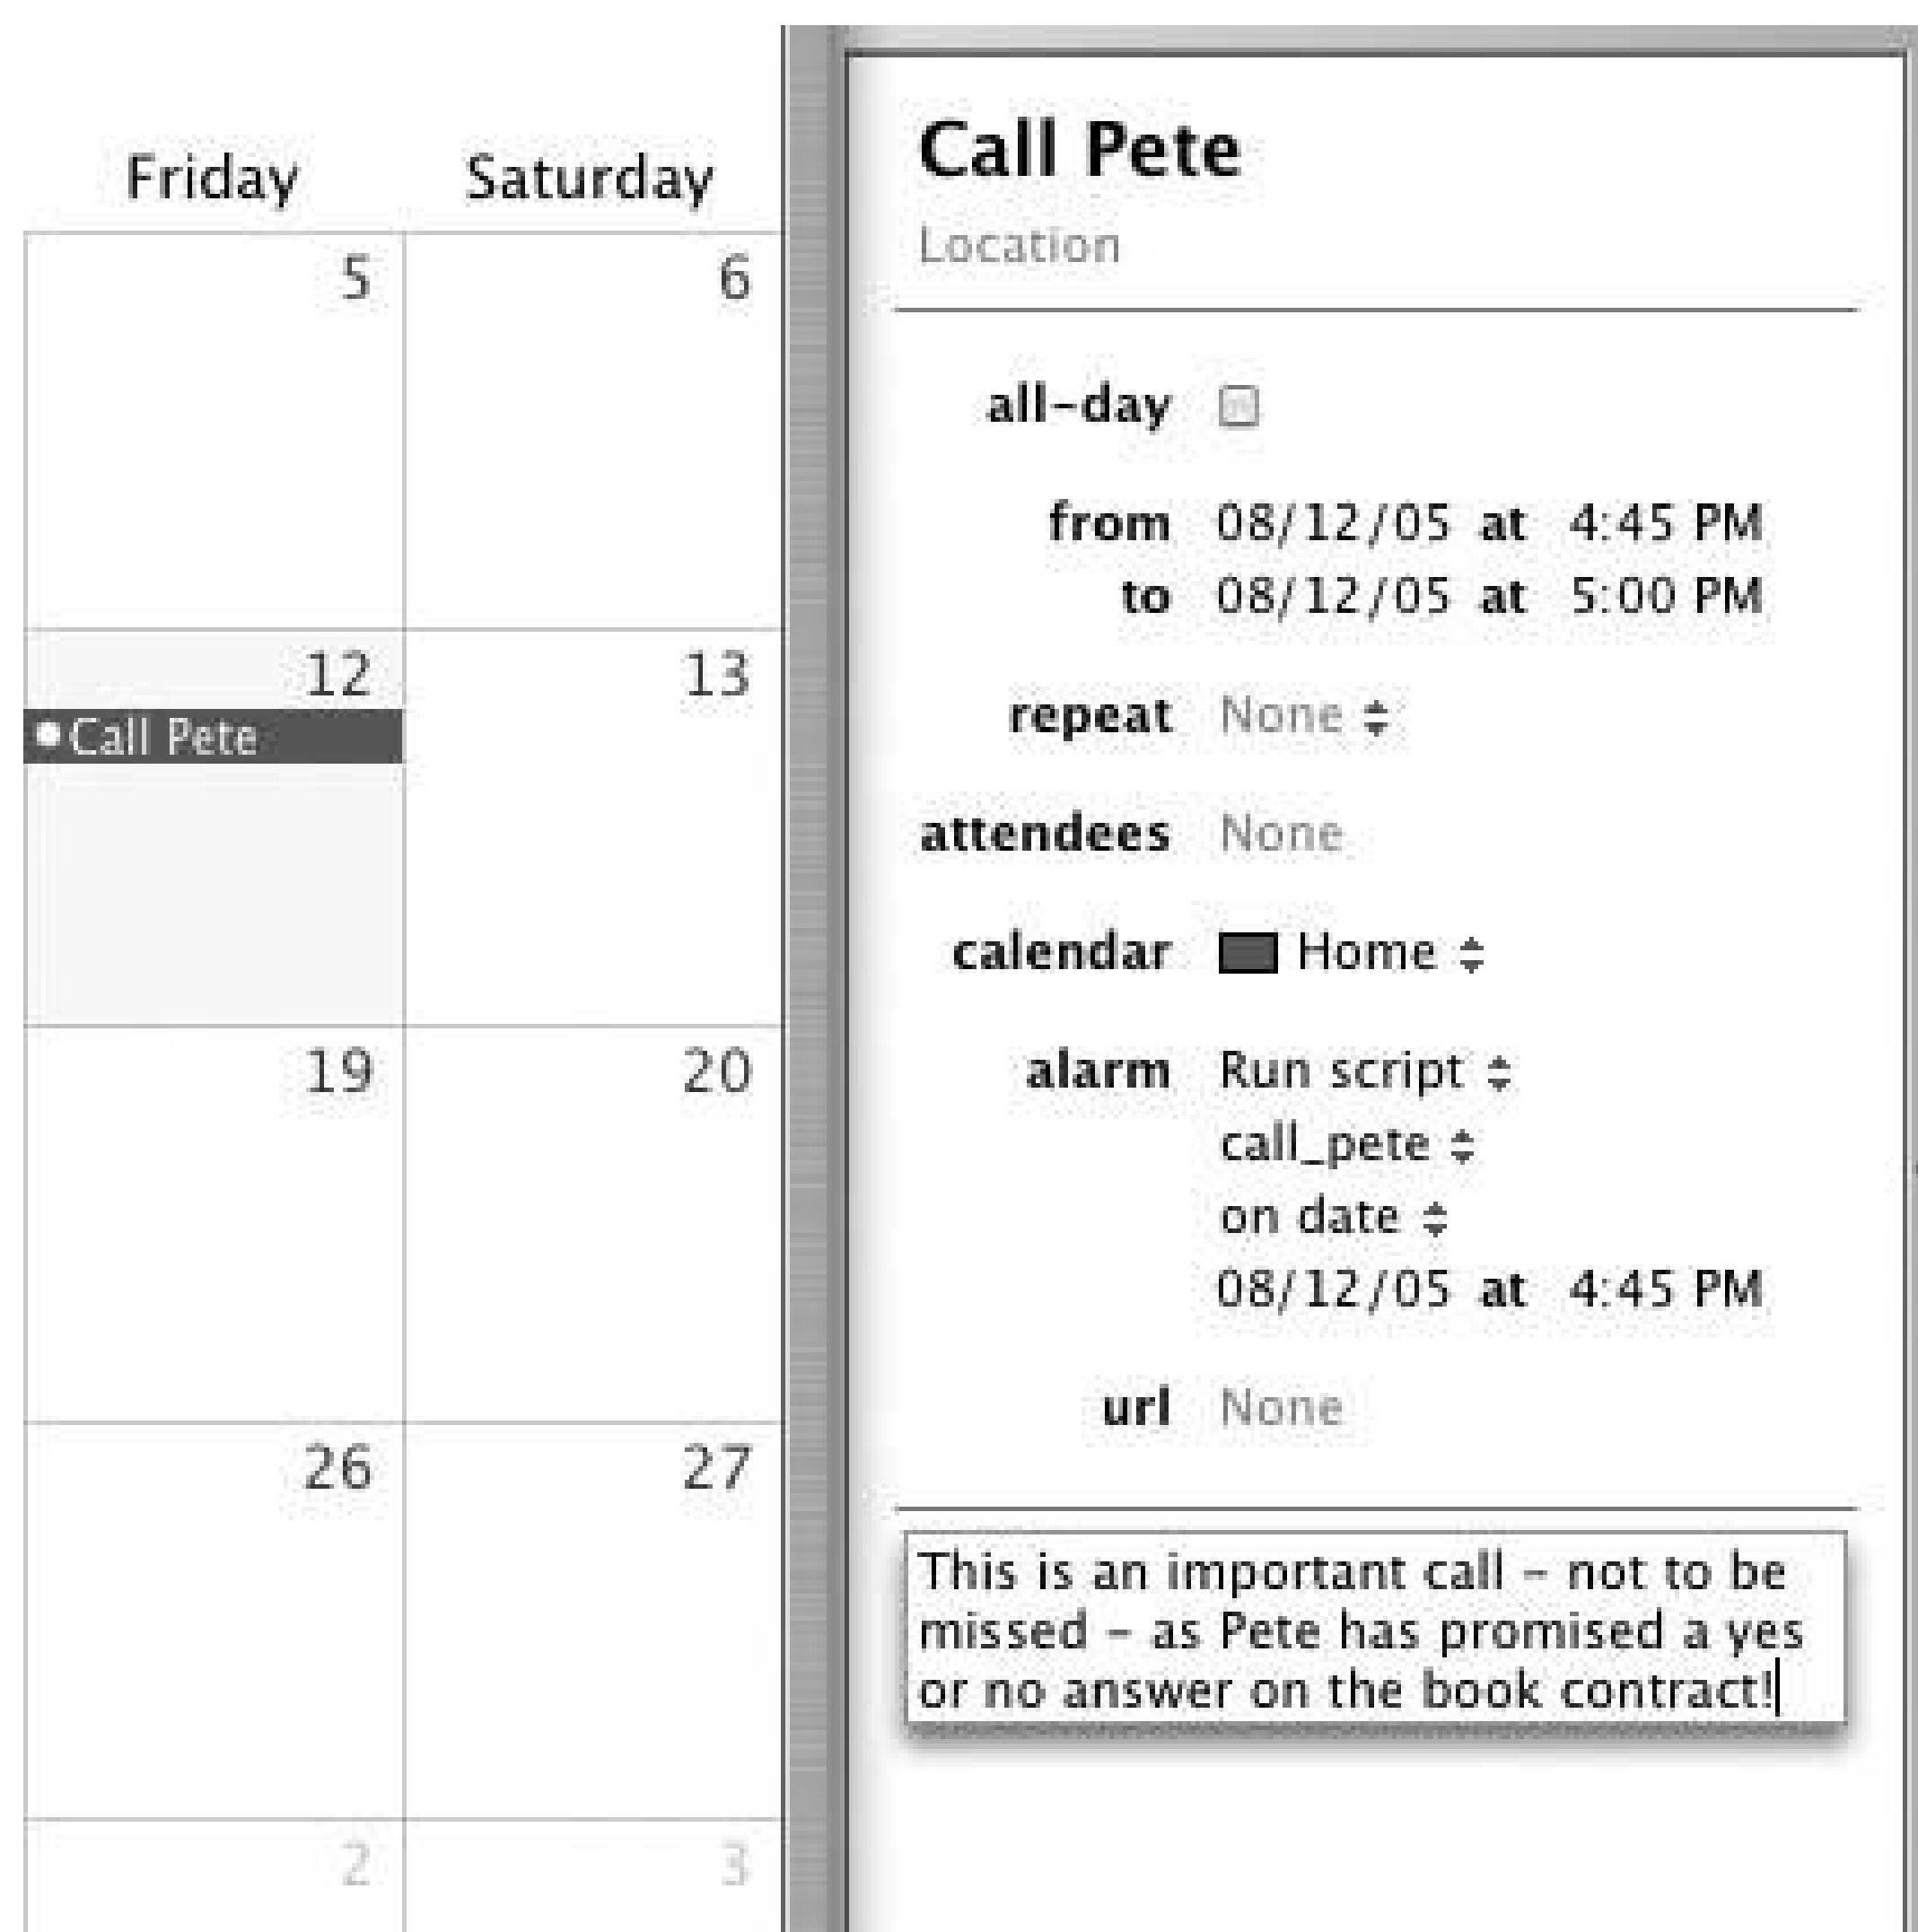 Friday Saturday
5 6
12 13
Call Pete
19 20
26 27
2 3
Call Pete
Location
all-day
from 08/12/05 at 4:45 PM
to 08/12/05 at 5:00 PM
repeat None
attendees None
calendar Home
alarm Run script
call_pete
on date
08/12/05 at 4:45 PM
url None
This is an important call – not to be
missed – as Pete has promised a yes
or no answer on the book contract!